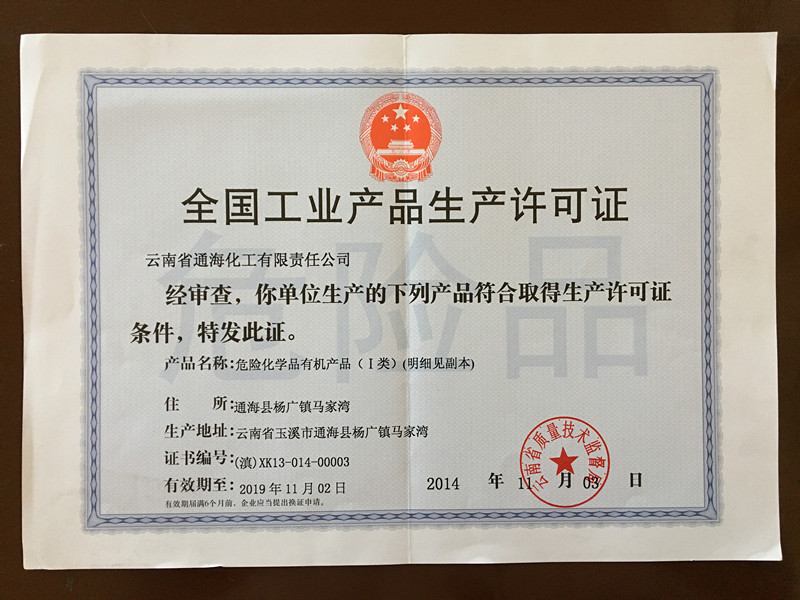 全国工业产品生产许可证
危险品
云南省通海化工有限责任公司
经审查，你单位生产的下列产品符合取得生产许可证
条件，特发此证。
产品名称：危险化学品有机产品（Ⅰ类）(明细见副本)
住 所：通海县杨广镇马家湾
生产地址：云南省玉溪市通海县杨广镇马家湾
证书编号：(滇)XK13-014-00003
有效期至：2019年11月02日
有效期届满6个月前，企业应当提出换证申请。
云南省质量技术监督局
2014 年 11 月 03 日